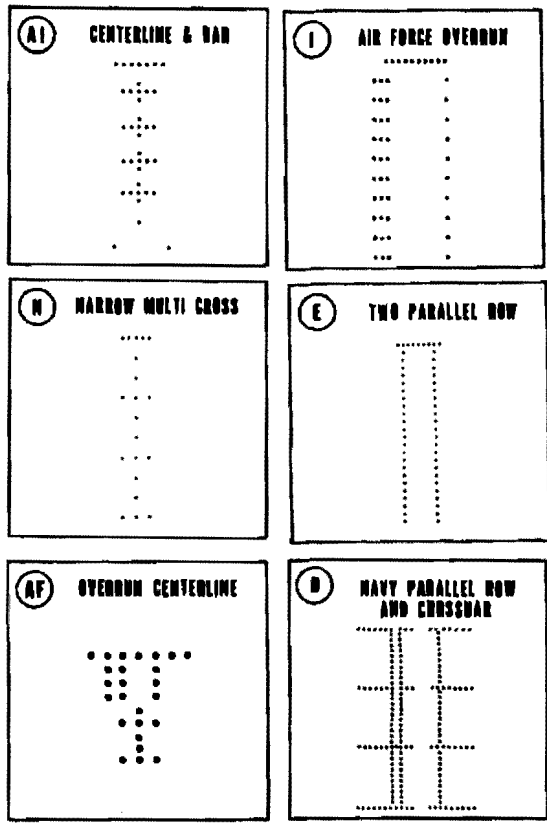 A1 CENTERLINE & BAR
I AIR FORCE OVERRUN
N NARROW MULTI CROSS
E TWO PARALLEL ROW
AF OVERRUN CENTERLINE
D NAVY PARALLEL ROW
AND CROSSBAR